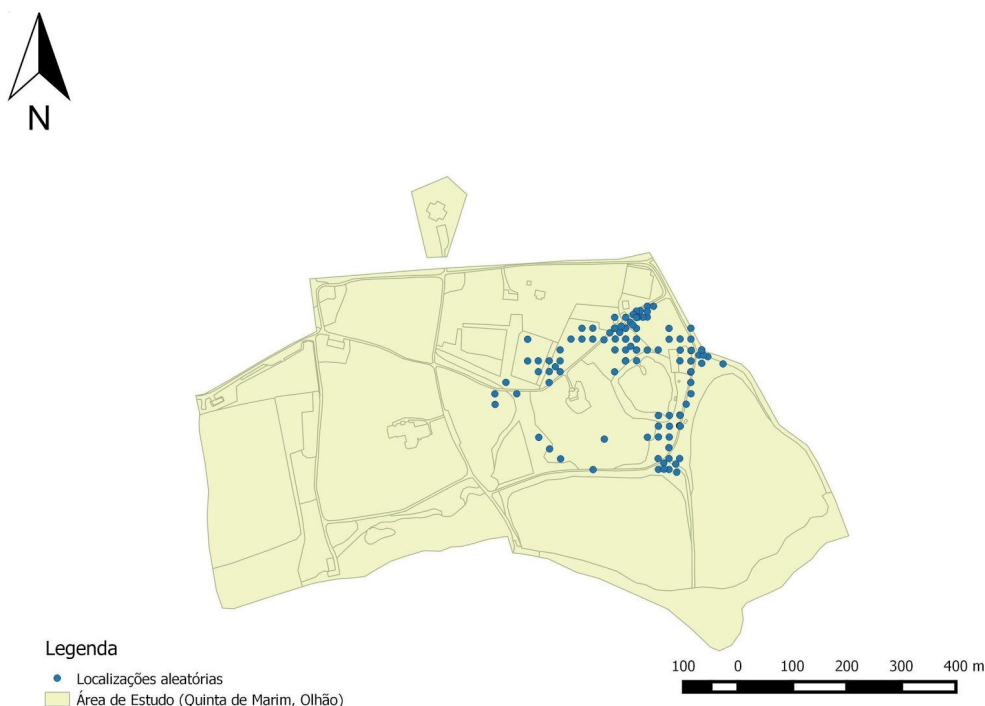 N
Legenda
Localizações aleatórias
Área de Estudo (Quinta de Marim, Olhão)
100 0 100 200 300 400 m